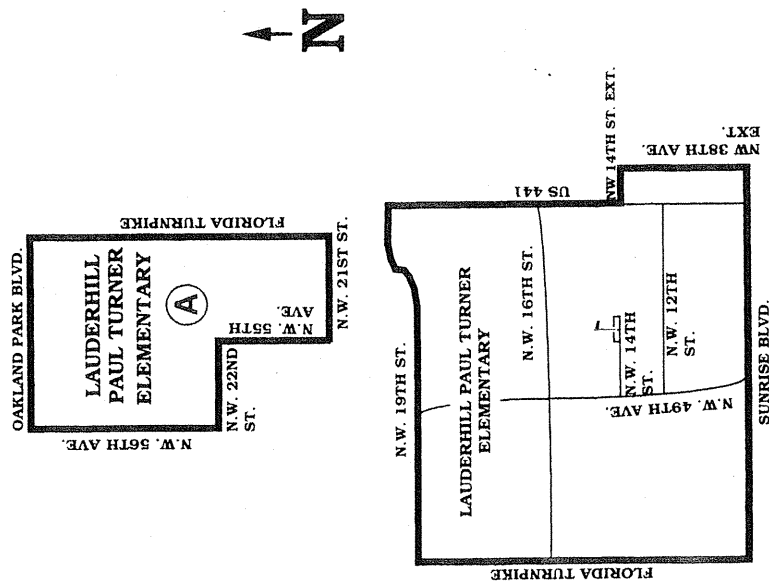 N
OAKLAND PARK BLVD.
LAUDERHILL
PAUL TURNER
ELEMENTARY
A
FLORIDA TURNPIKE
N.W. 56TH AVE.
N.W. 22ND
ST.
N.W. 55TH
AVE.
N.W. 21ST ST.
N.W. 19TH ST.
LAUDERHILL PAUL TURNER
ELEMENTARY
US 441
NW 14TH ST. EXT.
NW 38TH AVE.
EXT.
N.W. 16TH ST.
N.W. 14TH
ST.
N.W. 12TH
ST.
N.W. 49TH AVE.
FLORIDA TURNPIKE
SUNRISE BLVD.